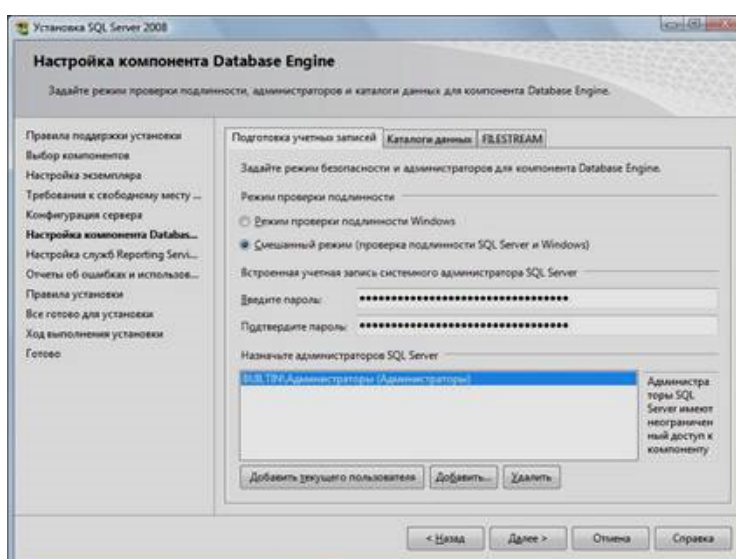 Установка SQL Server 2008
Настройка компонента Database Engine
Задайте режим проверки подлинности, администраторов и каталоги данных для компонента Database Engine.
Правила поддержки установки
Выбор компонентов
Настройка экземпляра
Требования к свободному месту ...
Конфигурация сервера
Настройка компонента Databas...
Настройка служб Reporting Servi...
Отчеты об ошибках и использов...
Правила установки
Все готово для установки
Ход выполнения установки
Готово
Подготовка учетных записей
Каталоги данных
FILESTREAM
Задайте режим безопасности и администраторов для компонента Database Engine.
Режим проверки подлинности
Режим проверки подлинности Windows
Смешанный режим (проверка подлинности SQL Server и Windows)
Встроенная учетная запись системного администратора SQL Server
Введите пароль:
Подтвердите пароль:
Назначьте администраторов SQL Server
BUILTIN\Администраторы (Администраторы)
Администра
торы SQL
Server имеют
неограничен
ный доступ к
компоненту
Добавить текущего пользователя
Добавить...
Удалить
< Назад
Далее >
Отмена
Справка